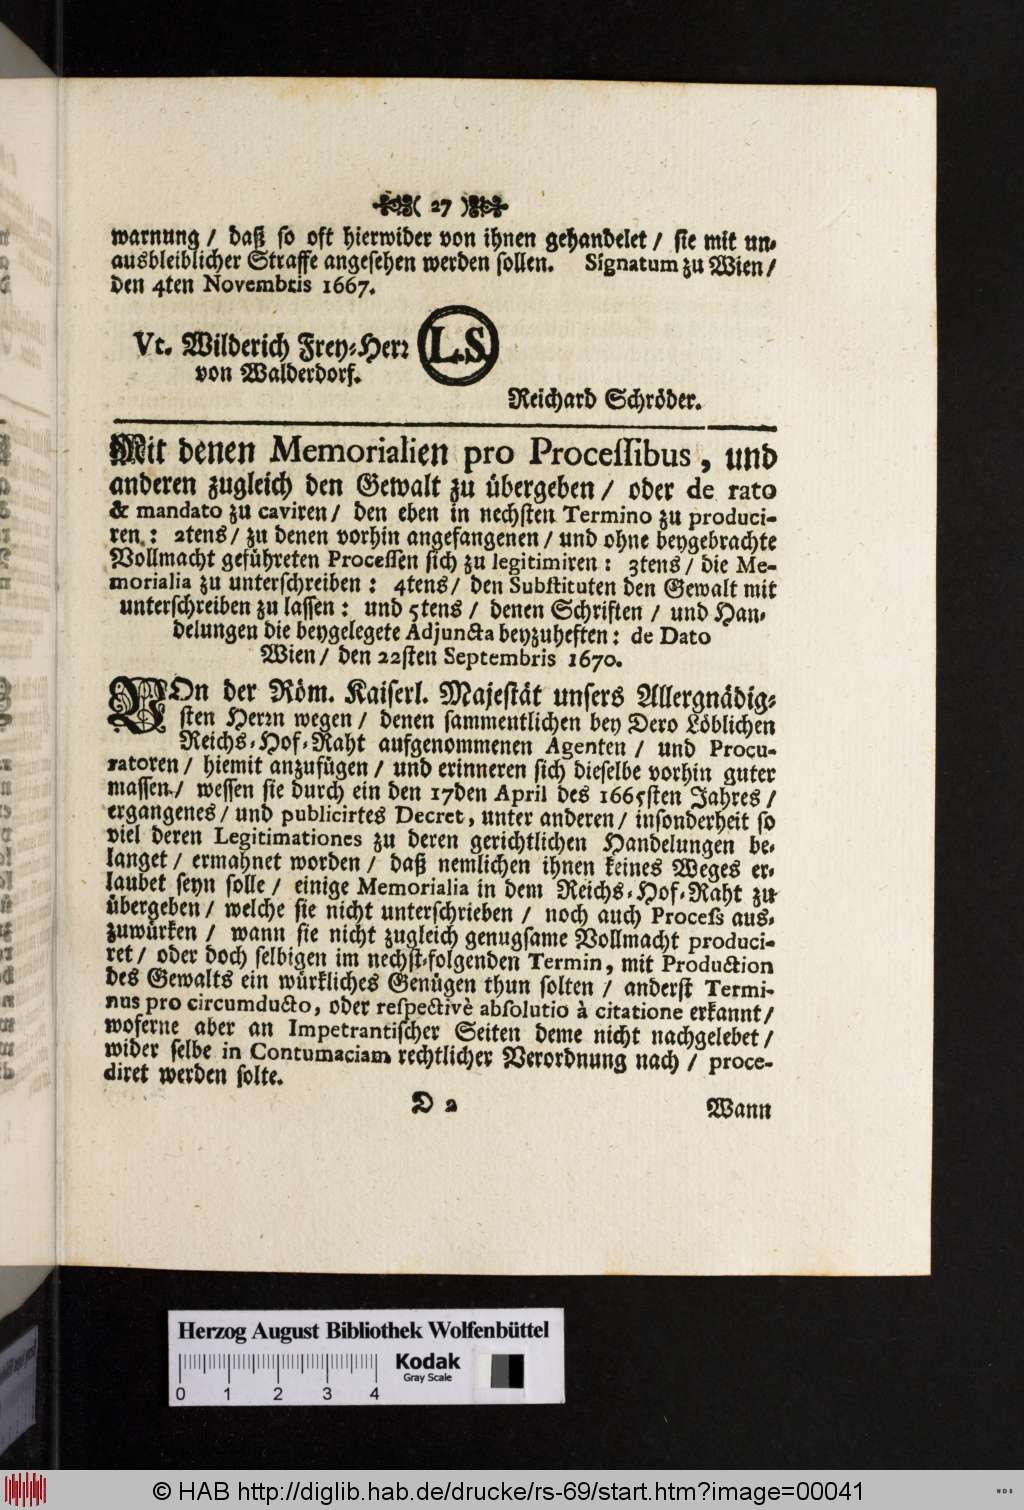 ( 27 )
warnung / daß so oft hierwider von ihnen gehandelet / sie mit un-
ausbleiblicher Straffe angesehen werden sollen. Signatum zu Wien /
den 4ten Novembris 1667.
Vt. Wilderich Frey-Herr
von Walderdorf.
L.S.
Reichard Schröder.
Mit denen Memorialien pro Processibus, und
anderen zugleich den Gewalt zu übergeben / oder de rato
& mandato zu caviren / den eben in nechsten Termino zu produci-
ren : 2tens / zu denen vorhin angefangenen / und ohne beygebrachte
Vollmacht geführeten Processen sich zu legitimiren : 3tens / die Me-
morialia zu unterschreiben : 4tens / den Substituten den Gewalt mit
unterschreiben zu lassen : und 5tens / denen Schriften / und Han-
delungen die beygelegete Adjuncta beyzuheften : de Dato
Wien / den 22sten Septembris 1670.
VOn der Röm. Kaiserl. Majestät unsers Allergnädig-
sten Herrn wegen / denen sammentlichen bey Dero Löblichen
Reichs-Hof-Raht aufgenommenen Agenten / und Procu-
ratoren / hiemit anzufügen / und erinneren sich dieselbe vorhin guter
massen / wessen sie durch ein den 17den April des 1665sten Jahres /
ergangenes / und publicirtes Decret, unter anderen / insonderheit so
viel deren Legitimationes zu deren gerichtlichen Handelungen be-
langet / ermahnet worden / daß nemlichen ihnen keines Weges er-
laubet seyn solle / einige Memorialia in dem Reichs-Hof-Raht zu
übergeben / welche sie nicht unterschrieben / noch auch Process aus-
zuwürken / wann sie nicht zugleich genugsame Vollmacht produci-
ret / oder doch selbigen im nechst-folgenden Termin, mit Production
des Gewalts ein würkliches Genügen thun solten / anderst Termi-
nus pro circumducto, oder respectivè absolutio à citatione erkannt /
woferne aber an Impetrantischer Seiten deme nicht nachgelebet /
wider selbe in Contumaciam rechtlicher Verordnung nach / proce-
diret werden solte.
D 2
Wann
Herzog August Bibliothek Wolfenbüttel
Kodak
Gray Scale
0 1 2 3 4
© HAB http://diglib.hab.de/drucke/rs-69/start.htm?image=00041
WDB